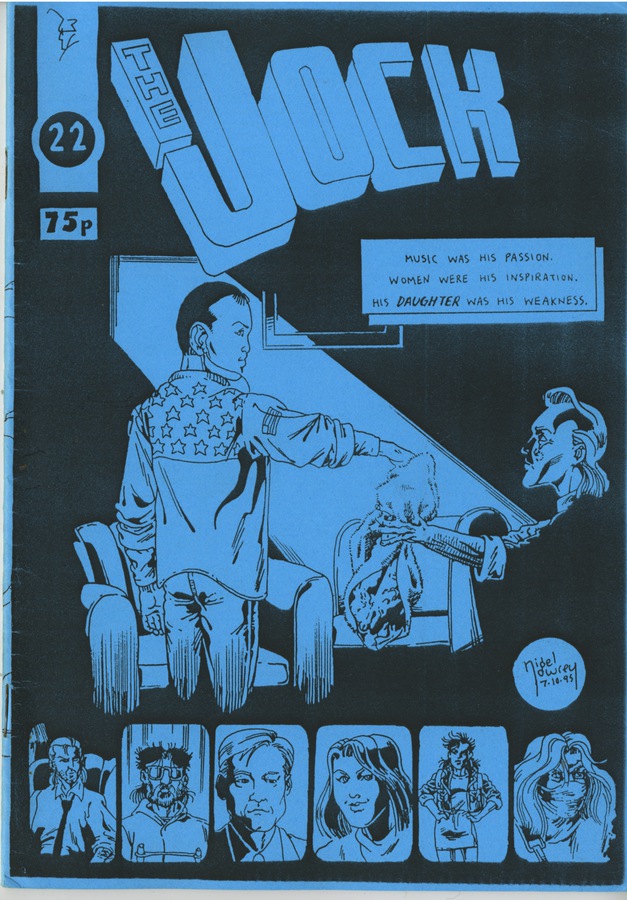 THE
JOCK
22
75p
MUSIC WAS HIS PASSION.
WOMEN WERE HIS INSPIRATION.
HIS DAUGHTER WAS HIS WEAKNESS.
nigel
owrey
7.10.95